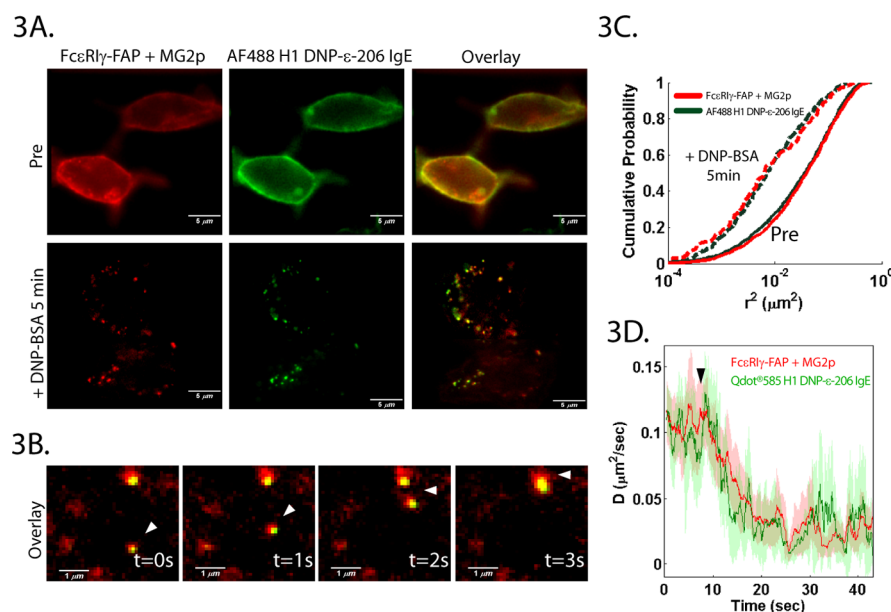 3A.
FcεRIγ-FAP + MG2p
AF488 H1 DNP-ε-206 IgE
Overlay
Pre
5 μm
5 μm
5 μm
+ DNP-BSA 5 min
5 μm
5 μm
5 μm
3B.
Overlay
1 μm
t=0s
1 μm
t=1s
1 μm
t=2s
1 μm
t=3s
3C.
Cumulative Probability
1
0.8
0.6
0.4
0.2
0
FcεRIγ-FAP + MG2p
AF488 H1 DNP-ε-206 IgE
+ DNP-BSA
5min
Pre
10⁻⁴
10⁻²
10⁰
r² (μm²)
3D.
D (μm²/sec)
0.15
0.1
0.05
0
FcεRIγ-FAP + MG2p
Qdot®585 H1 DNP-ε-206 IgE
0
10
20
30
40
Time (sec)